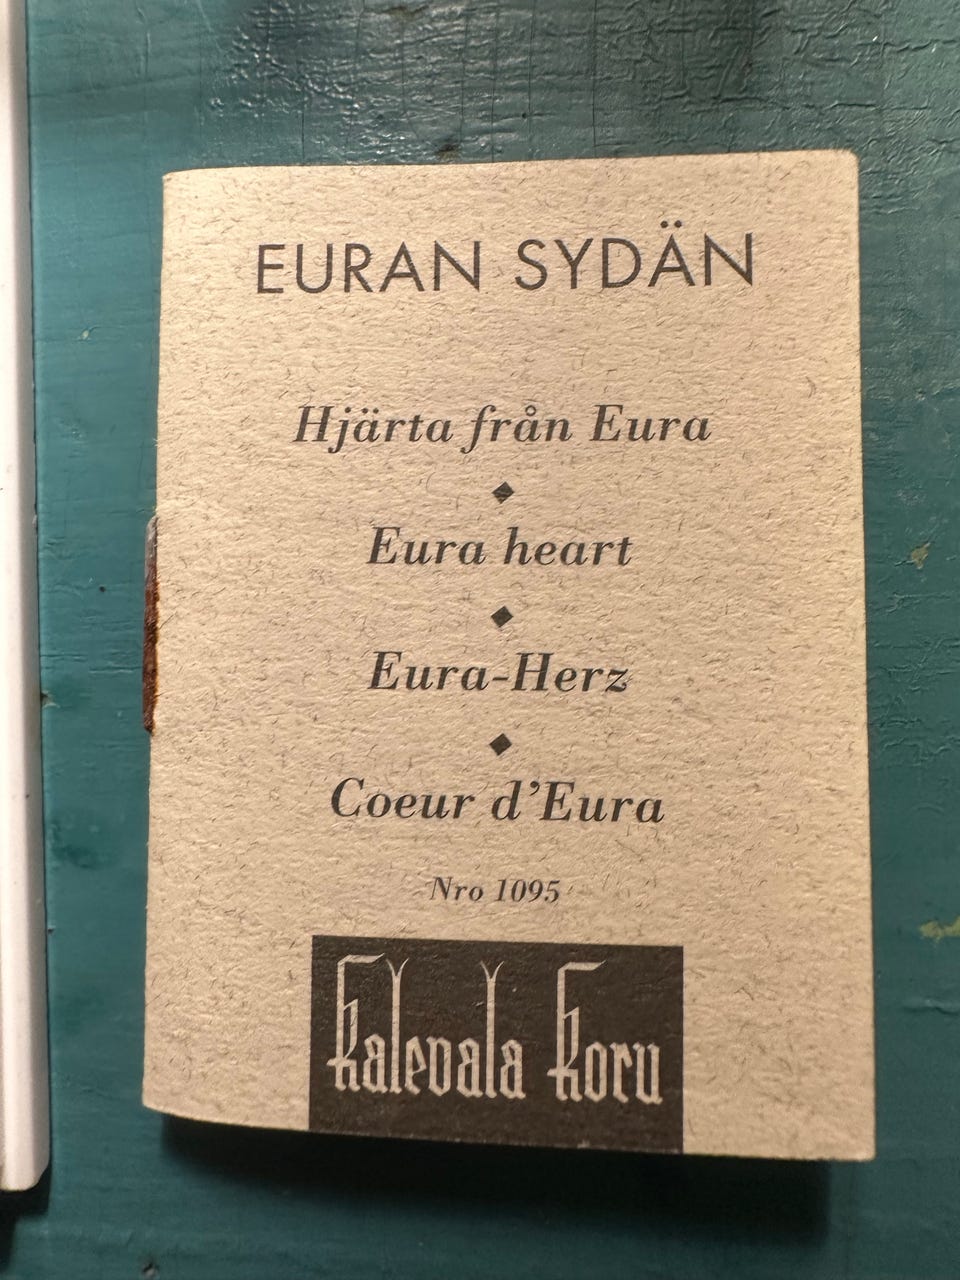 EURAN SYDÄN
Hjärta från Eura
Eura heart
Eura-Herz
Coeur d'Eura
Nro 1095
Kalevala Koru